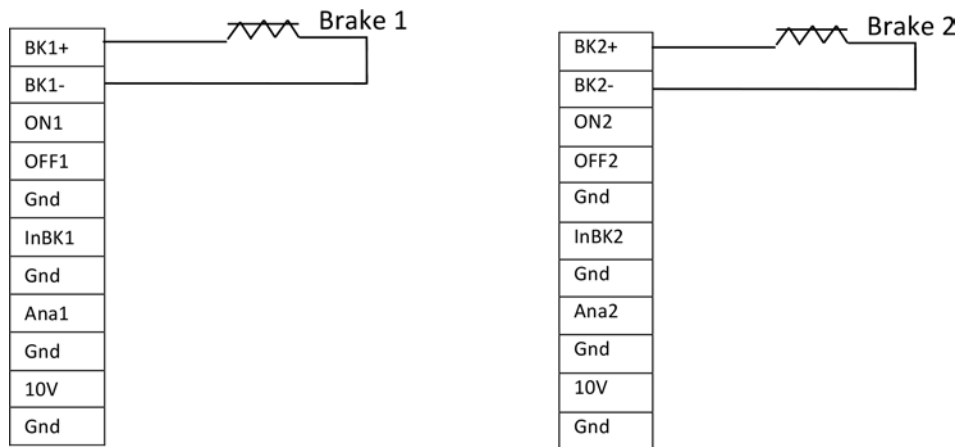 Brake 1
BK1+
BK1-
ON1
OFF1
Gnd
InBK1
Gnd
Ana1
Gnd
10V
Gnd
Brake 2
BK2+
BK2-
ON2
OFF2
Gnd
InBK2
Gnd
Ana2
Gnd
10V
Gnd